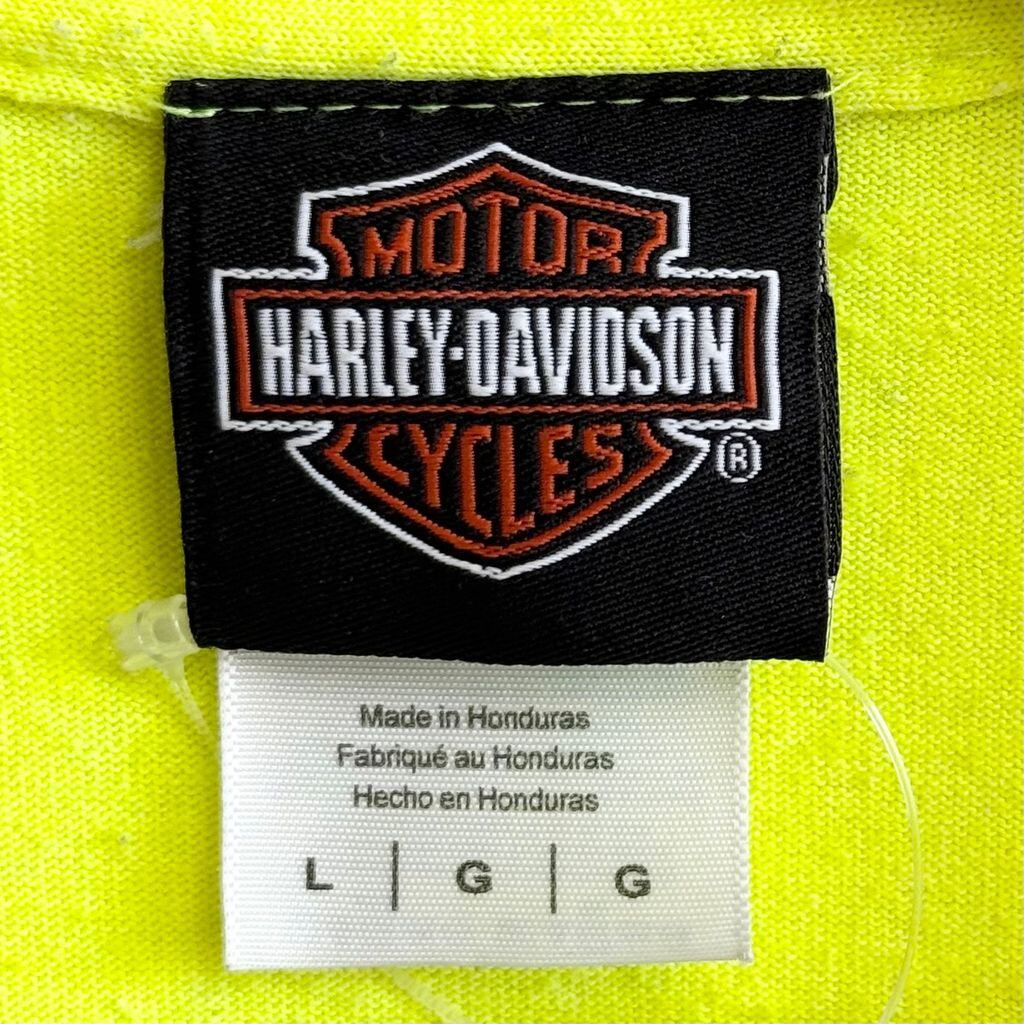 MOTOR
HARLEY-DAVIDSON
CYCLES
®
Made in Honduras
Fabriqué au Honduras
Hecho en Honduras
L | G | G